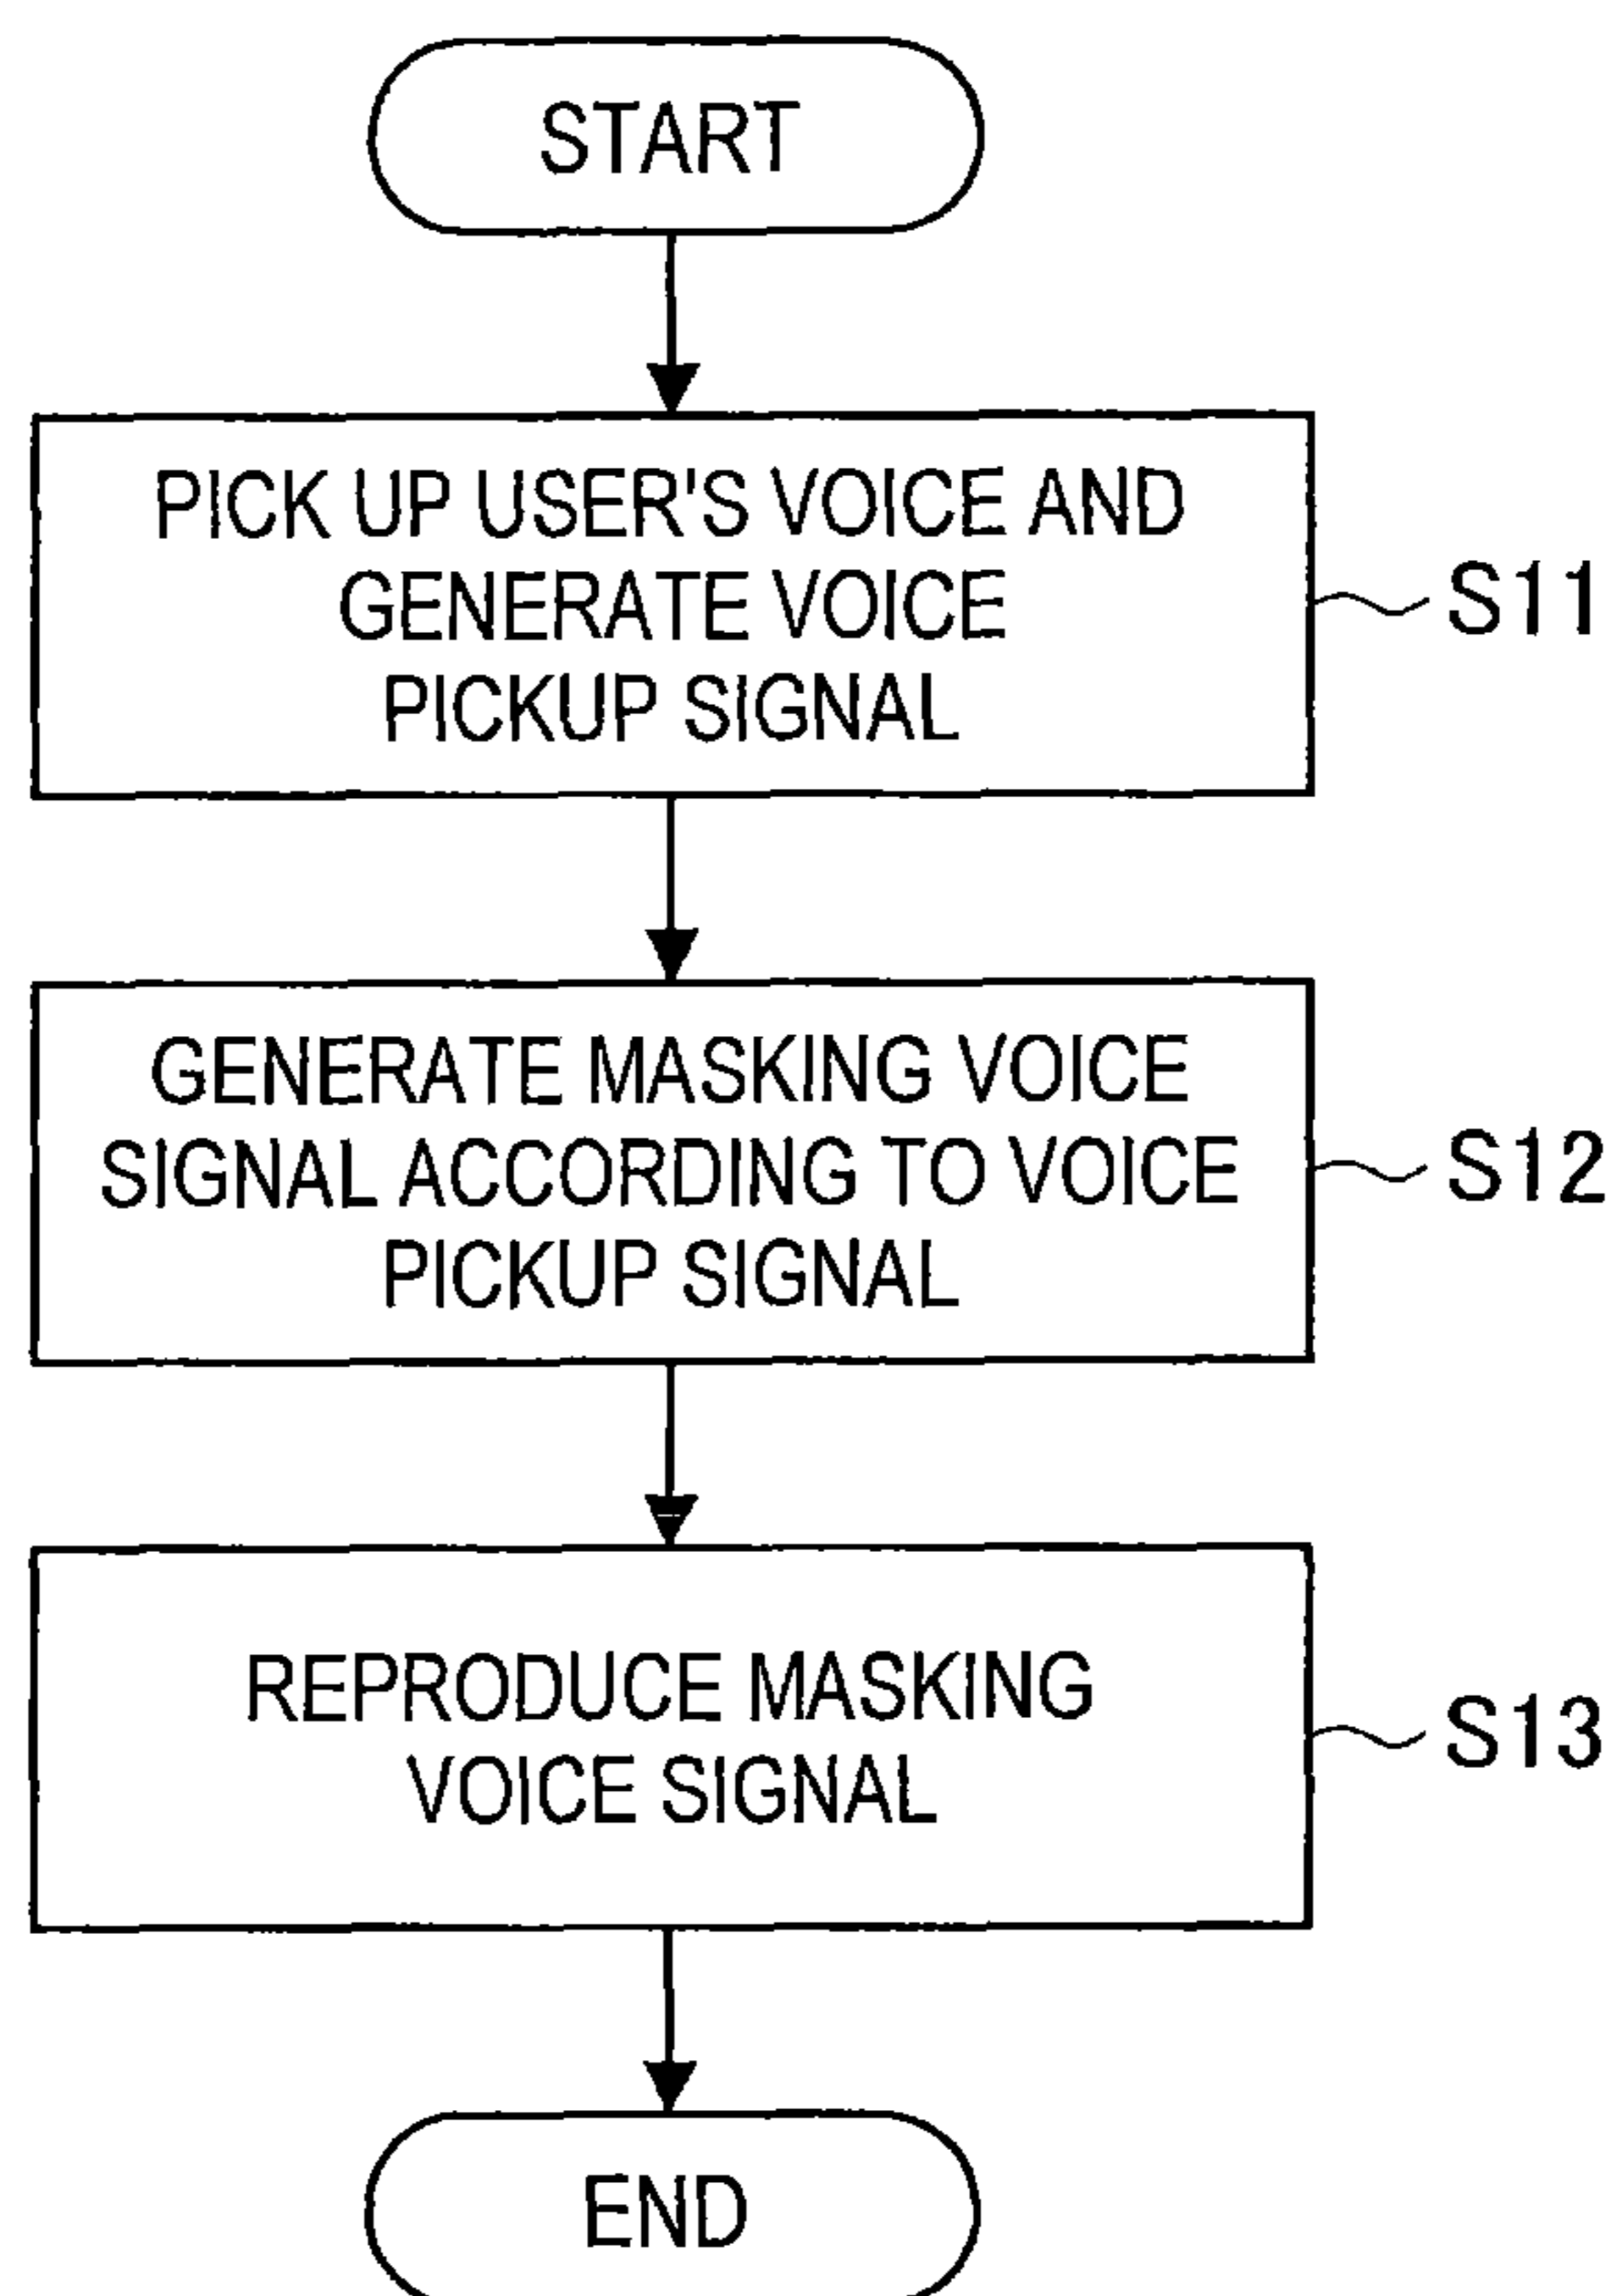 START
PICK UP USER'S VOICE AND
GENERATE VOICE
PICKUP SIGNAL
S11
GENERATE MASKING VOICE
SIGNAL ACCORDING TO VOICE
PICKUP SIGNAL
S12
REPRODUCE MASKING
VOICE SIGNAL
S13
END